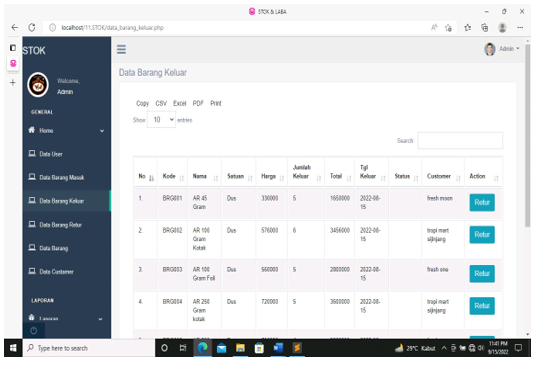 STOK & LABA
localhost/11.STOK/data_barang_keluar.php
STOK
Admin
Welcome,
Admin
GENERAL
Home
Data User
Data Barang Masuk
Data Barang Keluar
Data Barang Retur
Data Barang
Data Customer
LAPORAN
Laporan
Data Barang Keluar
Copy CSV Excel PDF Print
Show 10 entries
Search
No Kode Nama Satuan Harga Jumlah Keluar Total Tgl Keluar Status Customer Action
1. BRG001 AR 45 Gram Dus 330000 5 1650000 2022-08-15 fresh moon Retur
2. BRG002 AR 100 Gram Kotak Dus 576000 6 3456000 2022-08-15 tropi mart sijinjang Retur
3. BRG003 AR 100 Gram Foil Dus 560000 5 2800000 2022-08-15 fresh one Retur
4. BRG004 AR 250 Gram kotak Dus 720000 5 3600000 2022-08-15 tropi mart sijinjang Retur
Type here to search
29°C Kabut
11:41 PM
9/15/2022